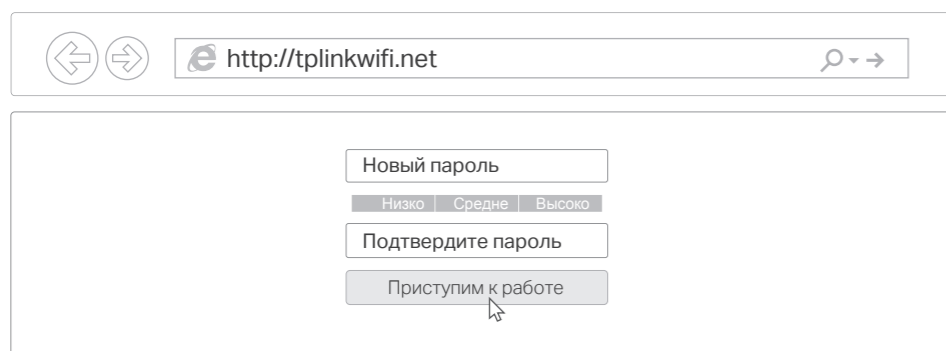 http://tplinkwifi.net
Новый пароль
Низко Средне Высоко
Подтвердите пароль
Приступим к работе